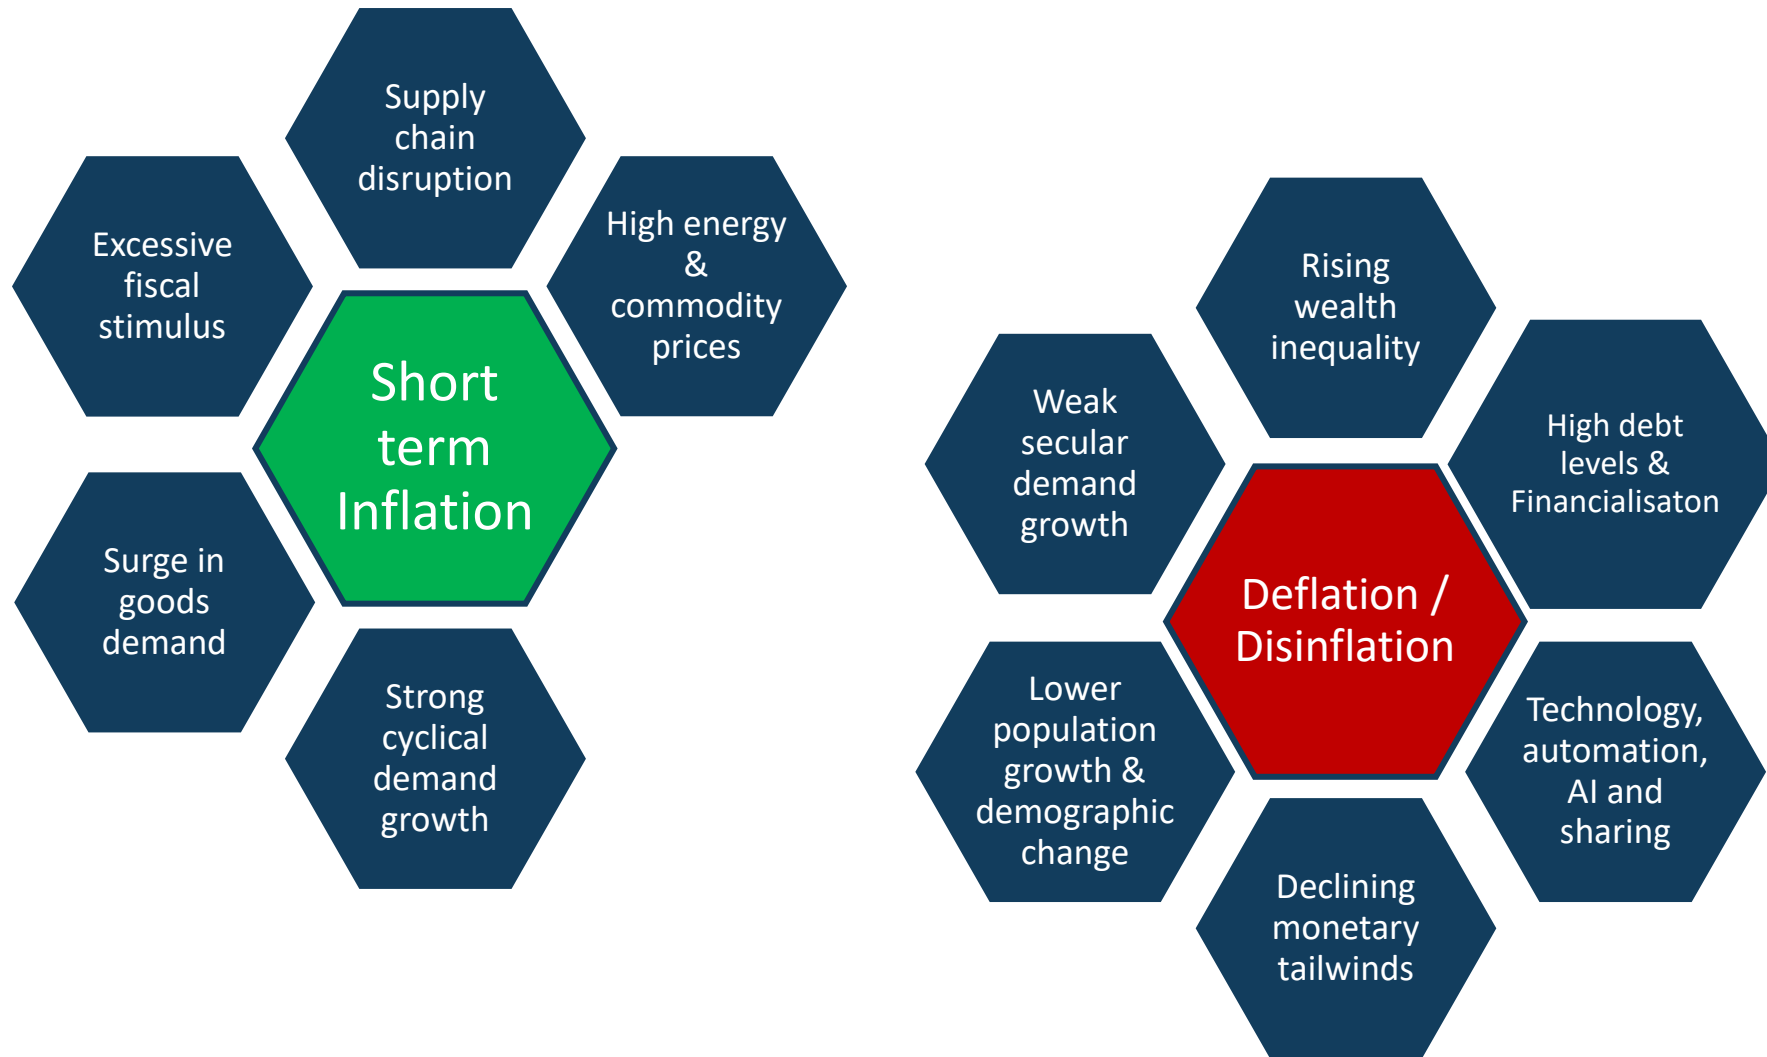 Supply
chain
disruption
High energy
&
commodity
prices
Excessive
fiscal
stimulus
Short
term
Inflation
Surge in
goods
demand
Strong
cyclical
demand
growth
Rising
wealth
inequality
High debt
levels &
Financialisaton
Weak
secular
demand
growth
Deflation /
Disinflation
Lower
population
growth &
demographic
change
Technology,
automation,
AI and
sharing
Declining
monetary
tailwinds